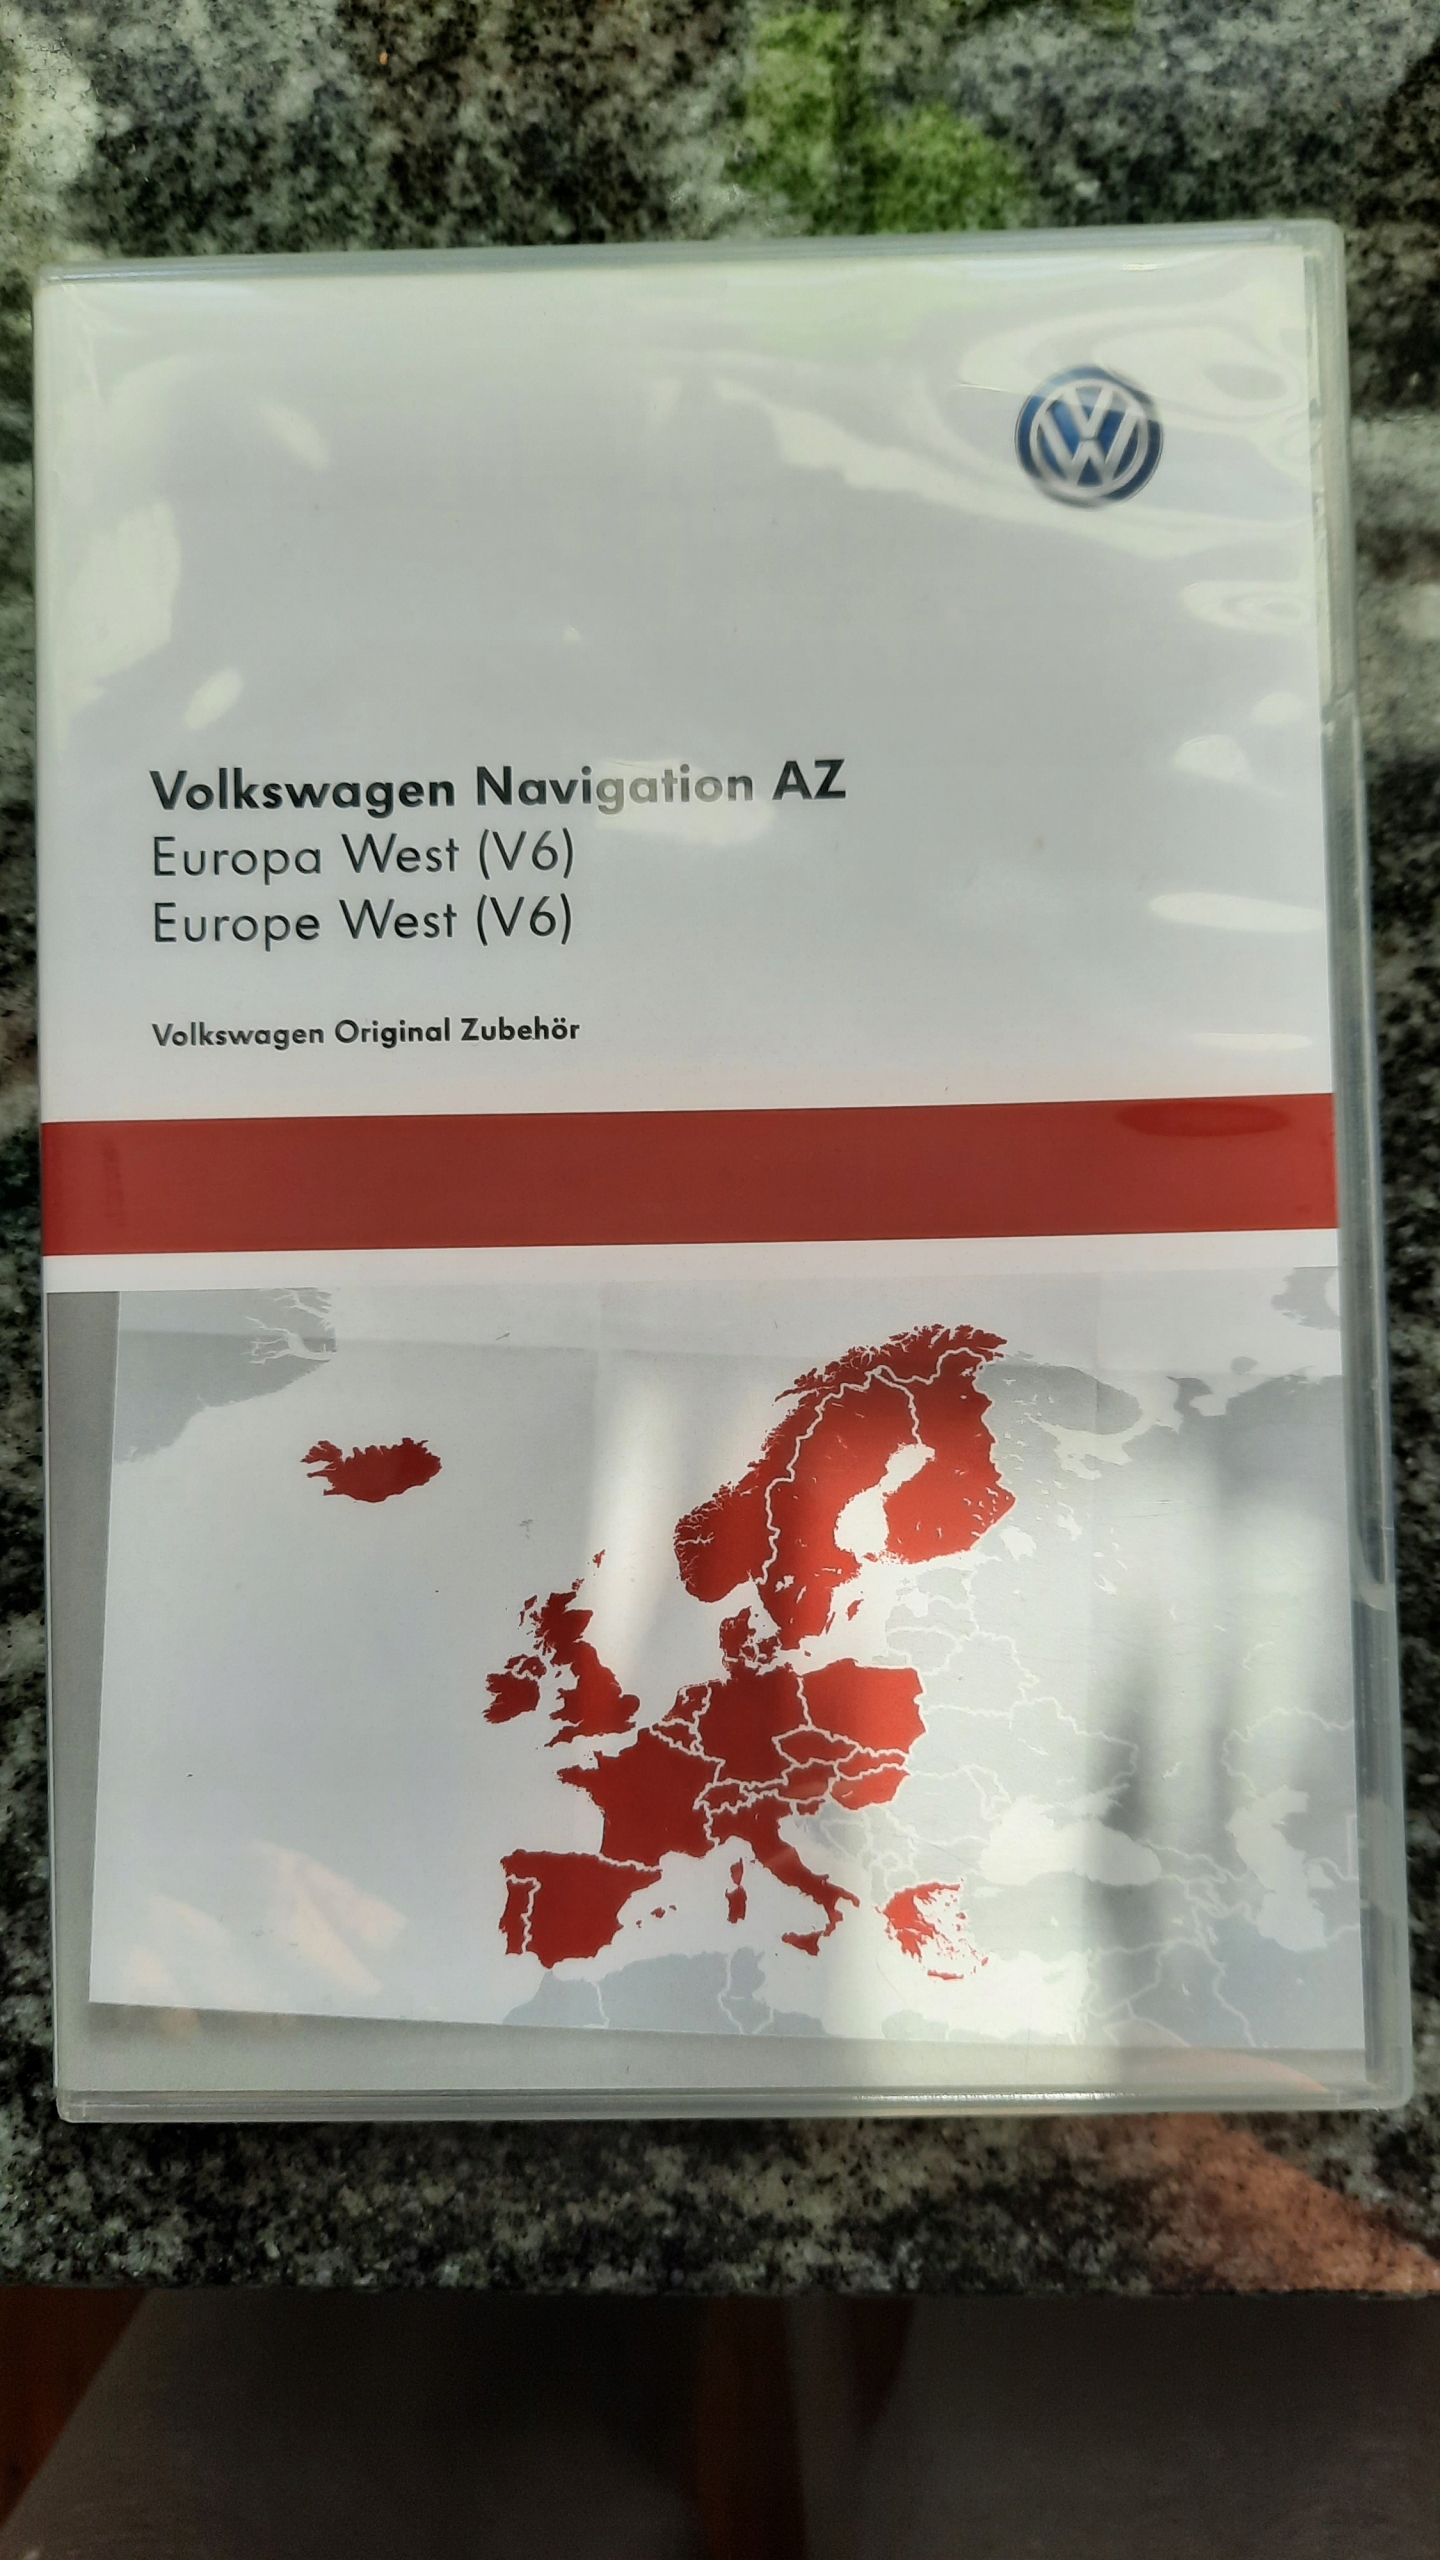 Volkswagen Navigation AZ
Europa West (V6)
Europe West (V6)
Volkswagen Original Zubehör